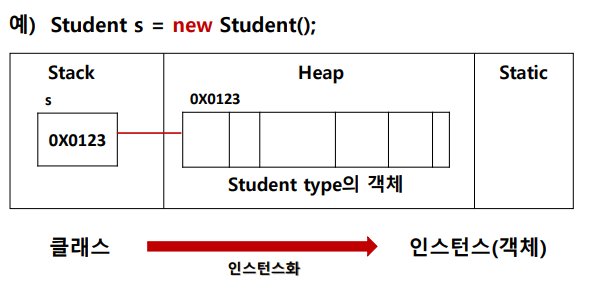 예) Student s = new Student();
Stack Heap Static
s 0X0123
0X0123
Student type의 객체
클래스 인스턴스(객체)
인스턴스화